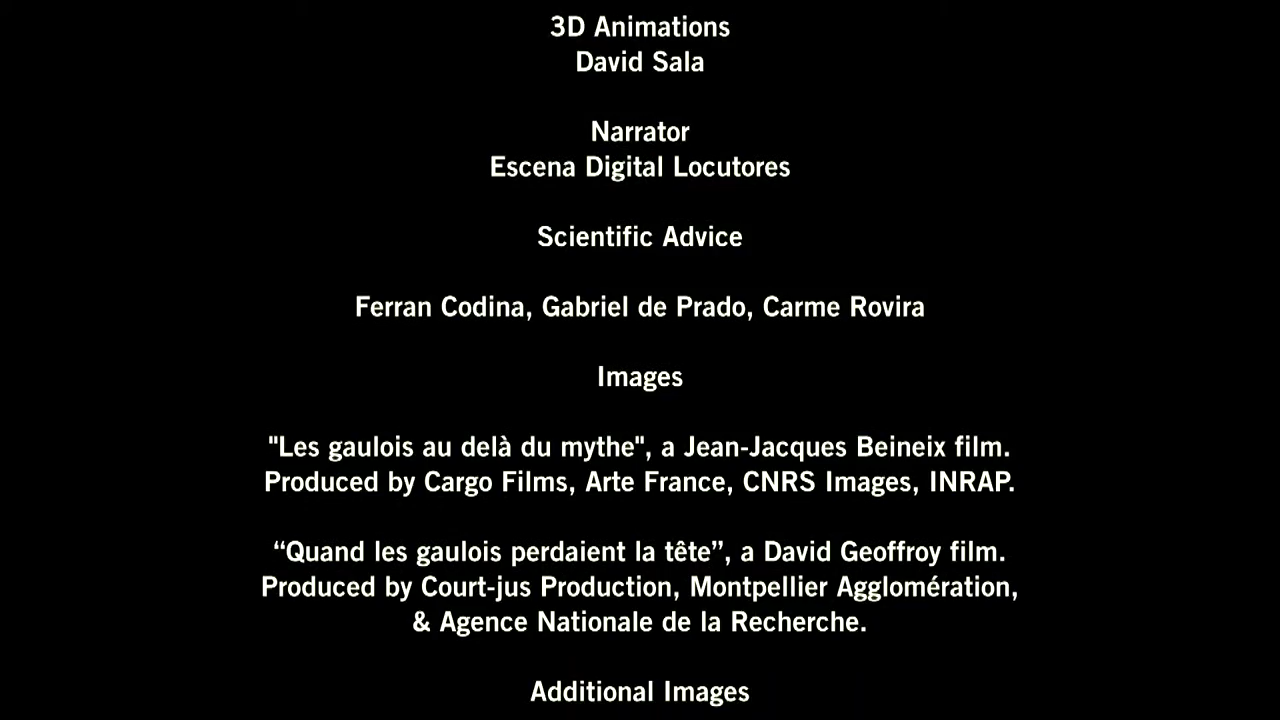 3D Animations
David Sala
Narrator
Escena Digital Locutores
Scientific Advice
Ferran Codina, Gabriel de Prado, Carme Rovira
Images
"Les gaulois au delà du mythe", a Jean-Jacques Beineix film.
Produced by Cargo Films, Arte France, CNRS Images, INRAP.
“Quand les gaulois perdaient la tête”, a David Geoffroy film.
Produced by Court-jus Production, Montpellier Agglomération,
& Agence Nationale de la Recherche.
Additional Images